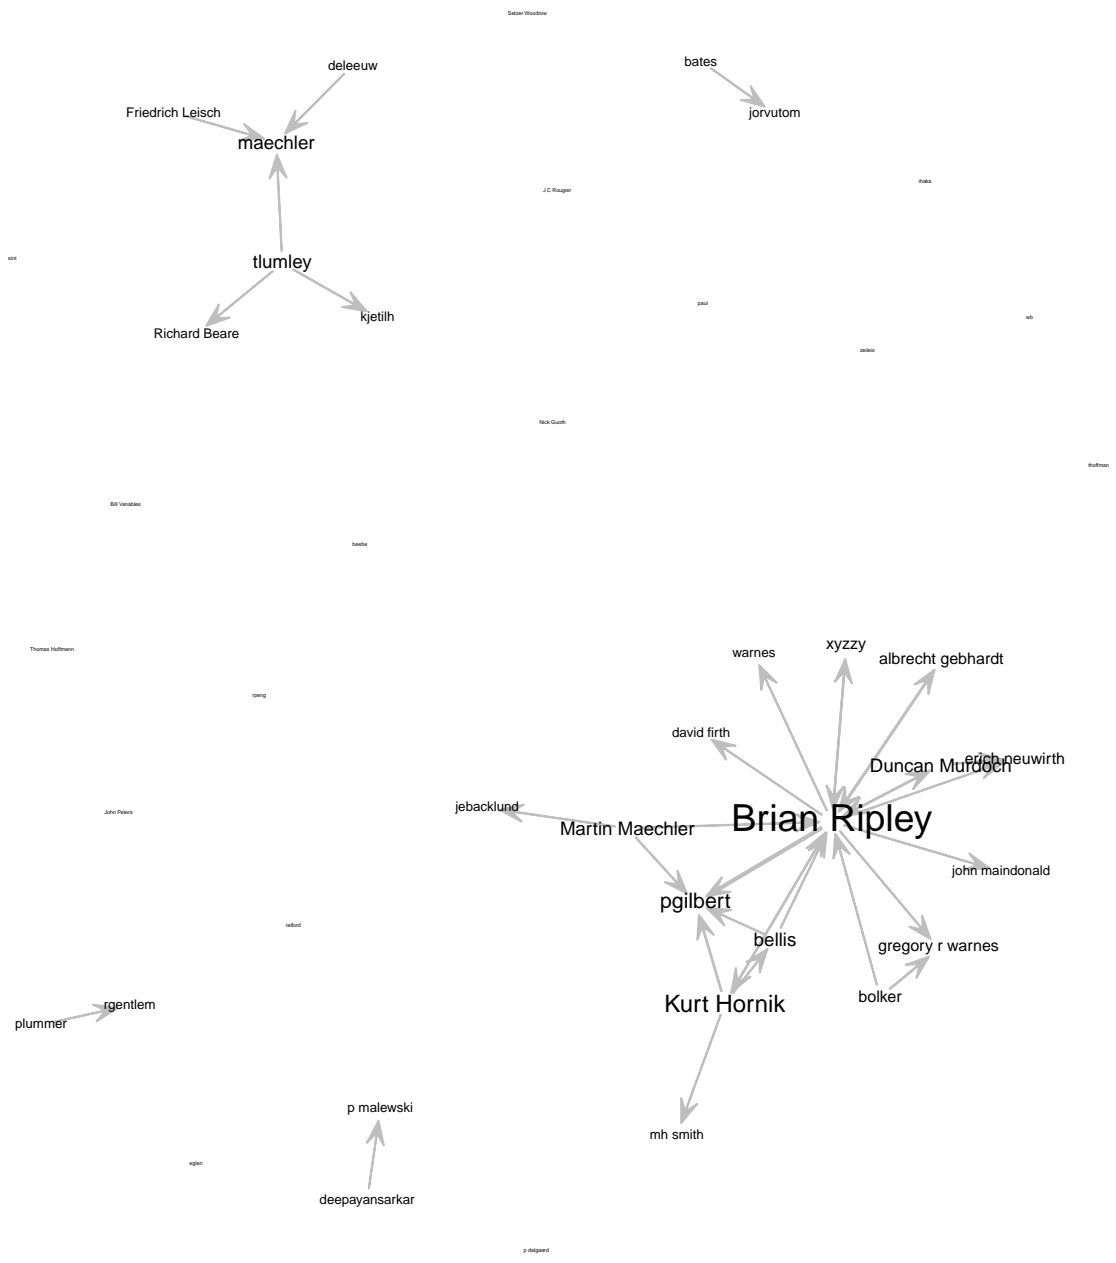 Setzer Woodrow
bates
deleeuw
Friedrich Leisch
jorvutom
maechler
ihaka
J C Rougier
sint
tlumley
paul
kjetilh
wb
Richard Beare
zeileis
Nick Guoth
thoffman
Bill Venables
beebe
xyzzy
Thomas Hoffmann
warnes
albrecht gebhardt
rpeng
david firth
erich neuwirth
Duncan Murdoch
jebacklund
John Peters
Brian Ripley
Martin Maechler
john maindonald
pgilbert
telford
bellis
gregory r warnes
bolker
rgentlem
Kurt Hornik
plummer
p malewski
mh smith
eglen
deepayansarkar
p dalgaard